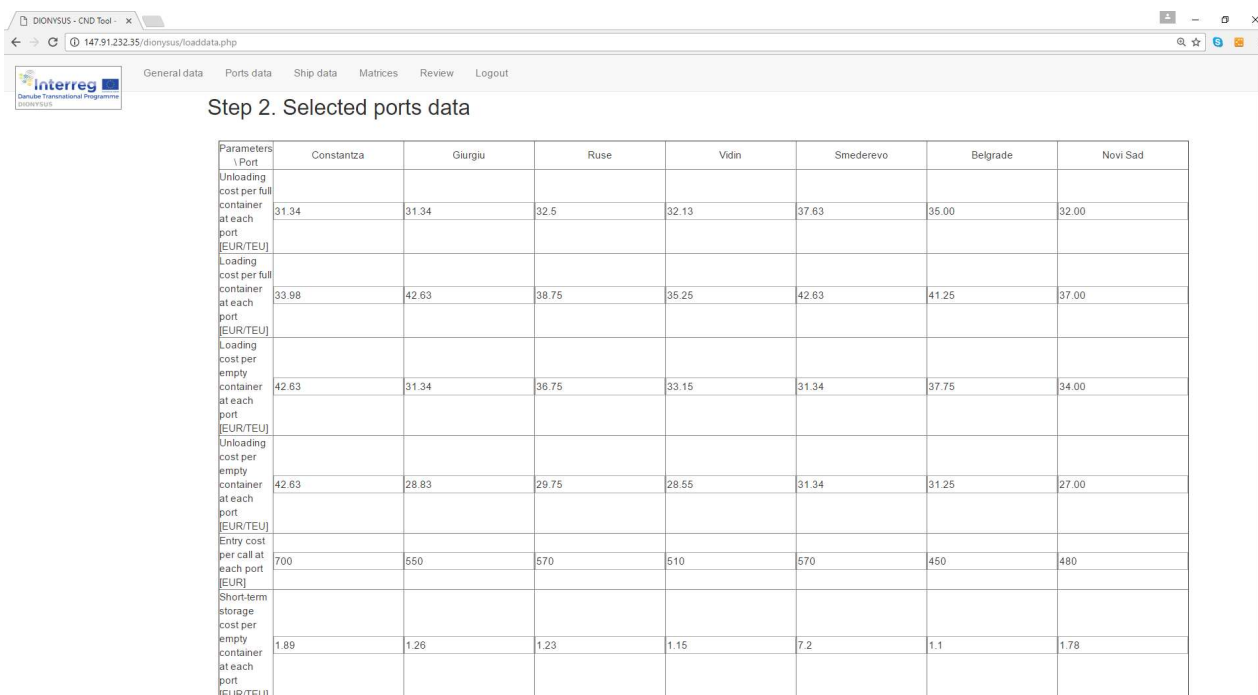 DIONYSUS - CND Tool -
147.91.232.35/dionysus/loaddata.php
Interreg
Danube Transnational Programme
DIONYSUS
General data Ports data Ship data Matrices Review Logout
Step 2. Selected ports data
Parameters
\ Port
Constantza Giurgiu Ruse Vidin Smederevo Belgrade Novi Sad
Unloading
cost per full
container
at each
port
[EUR/TEU]
31.34 31.34 32.5 32.13 37.63 35.00 32.00
Loading
cost per full
container
at each
port
[EUR/TEU]
33.98 42.63 38.75 35.25 42.63 41.25 37.00
Loading
cost per
empty
container
at each
port
[EUR/TEU]
42.63 31.34 36.75 33.15 31.34 37.75 34.00
Unloading
cost per
empty
container
at each
port
[EUR/TEU]
42.63 28.83 29.75 28.55 31.34 31.25 27.00
Entry cost
per call at
each port
[EUR]
700 550 570 510 570 450 480
Short-term
storage
cost per
empty
container
at each
port
[EUR/TEU]
1.89 1.26 1.23 1.15 7.2 1.1 1.78